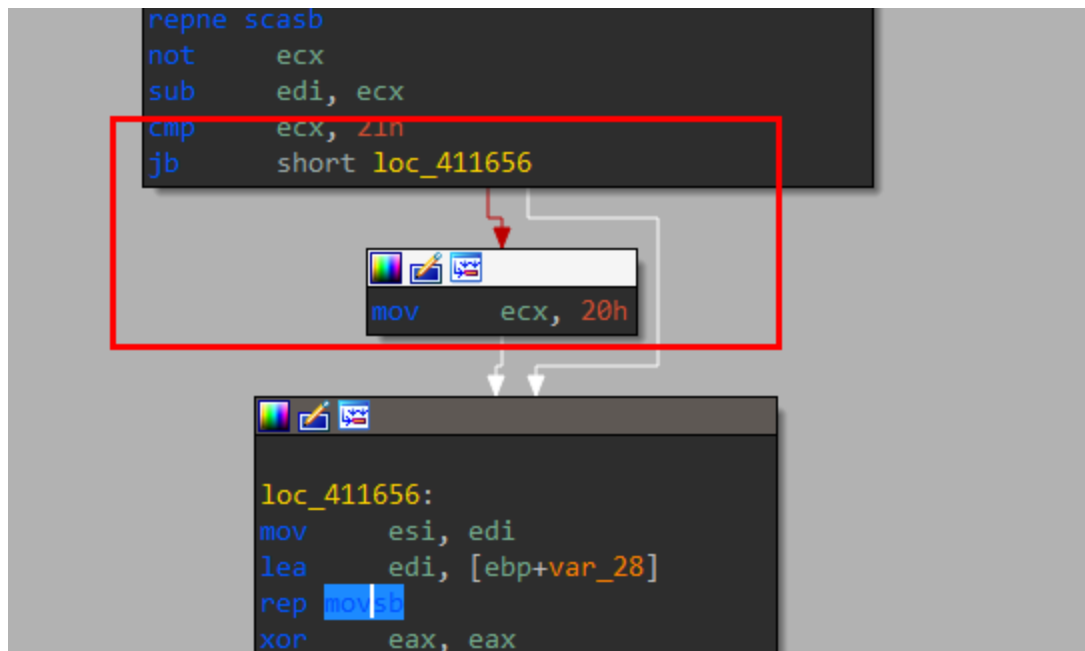 repne scasb
not ecx
sub edi, ecx
cmp ecx, 21h
jb short loc_411656
mov ecx, 20h
loc_411656:
mov esi, edi
lea edi, [ebp+var_28]
rep movsb
xor eax, eax